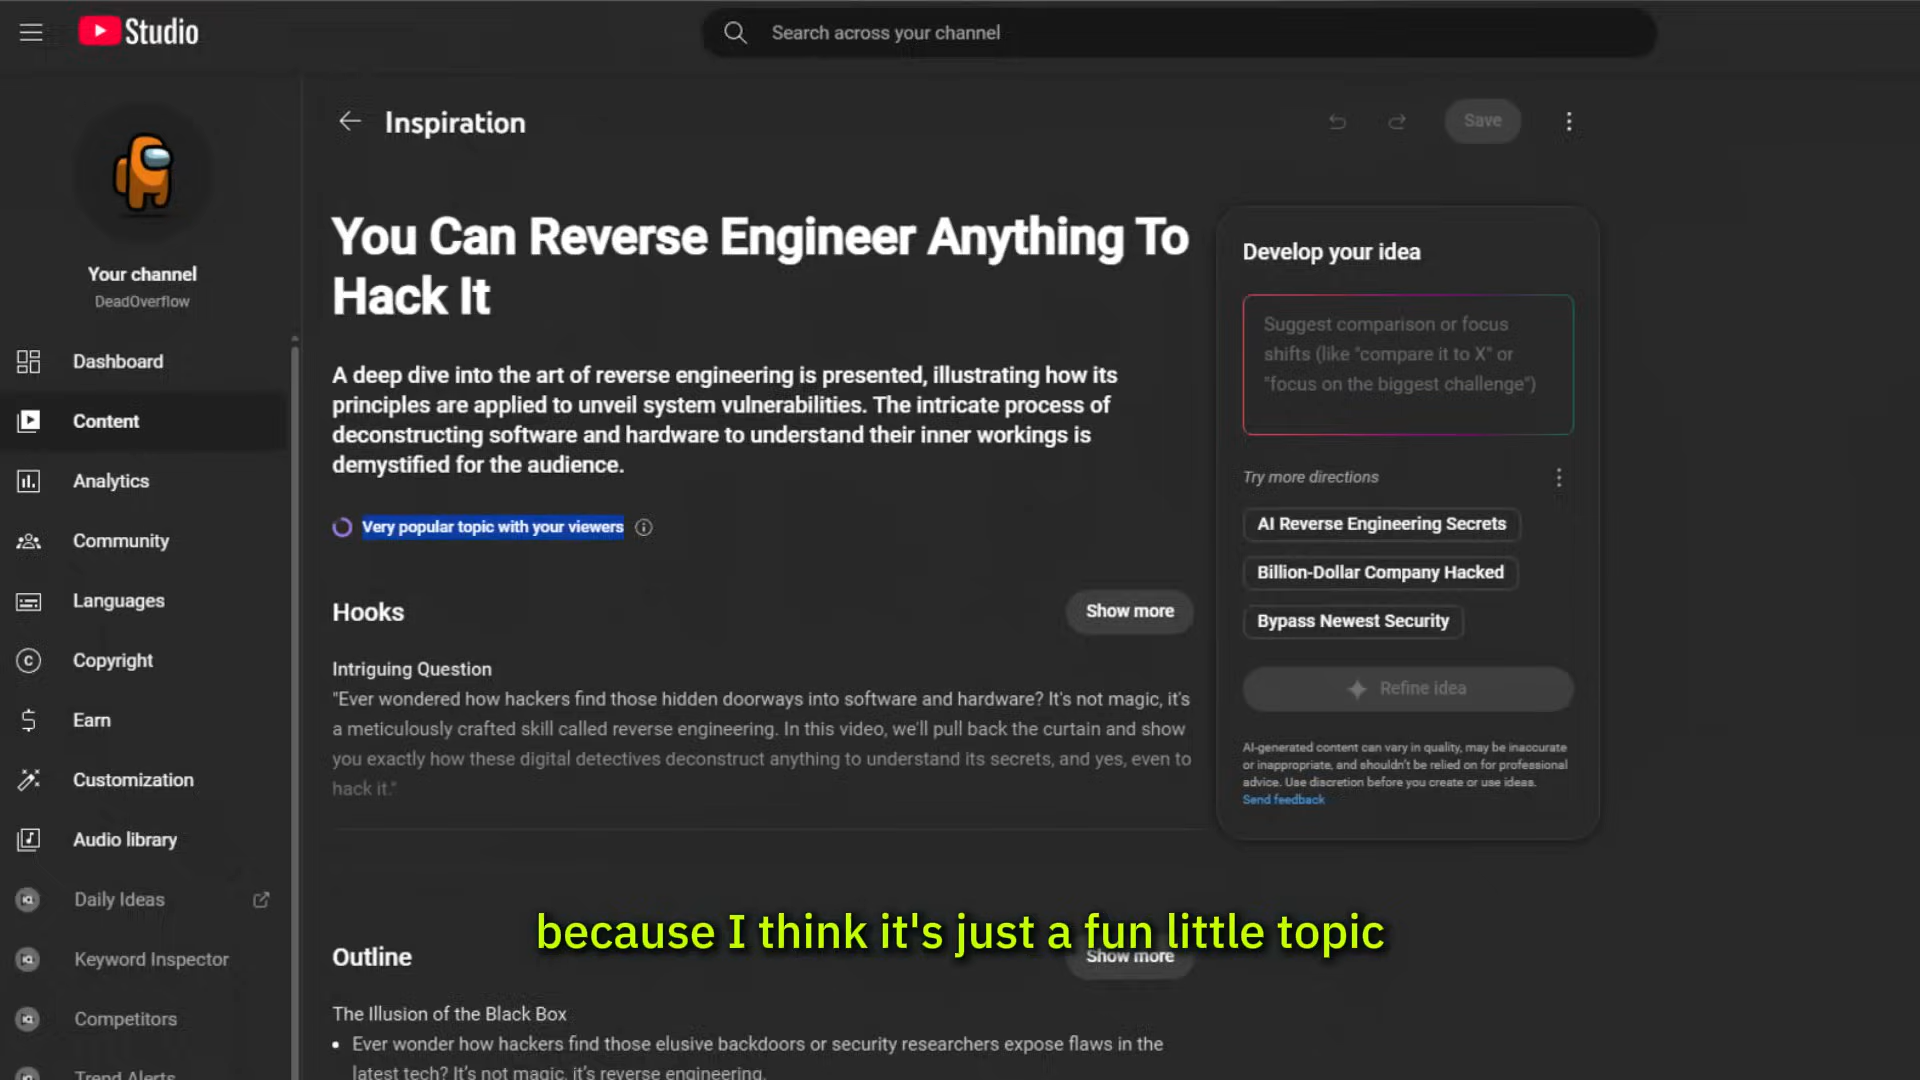 Studio
Search across your channel
Inspiration
Save
Your channel
DeadOverflow
Dashboard
Content
Analytics
Community
Languages
Copyright
Earn
Customization
Audio library
Daily Ideas
Keyword Inspector
Competitors
Trend Alerts
You Can Reverse Engineer Anything To
Hack It
A deep dive into the art of reverse engineering is presented, illustrating how its
principles are applied to unveil system vulnerabilities. The intricate process of
deconstructing software and hardware to understand their inner workings is
demystified for the audience.
Very popular topic with your viewers
Hooks
Show more
Intriguing Question
"Ever wondered how hackers find those hidden doorways into software and hardware? It's not magic, it's
a meticulously crafted skill called reverse engineering. In this video, we'll pull back the curtain and show
you exactly how these digital detectives deconstruct anything to understand its secrets, and yes, even to
hack it."
Outline
Show more
The Illusion of the Black Box
• Ever wonder how hackers find those elusive backdoors or security researchers expose flaws in the
latest tech? It's not magic, it's reverse engineering.
Develop your idea
Suggest comparison or focus
shifts (like "compare it to X" or
"focus on the biggest challenge")
Try more directions
AI Reverse Engineering Secrets
Billion-Dollar Company Hacked
Bypass Newest Security
Refine idea
AI-generated content can vary in quality, may be inaccurate
or inappropriate, and shouldn't be relied on for professional
advice. Use discretion before you create or use ideas.
Send feedback
because I think it's just a fun little topic